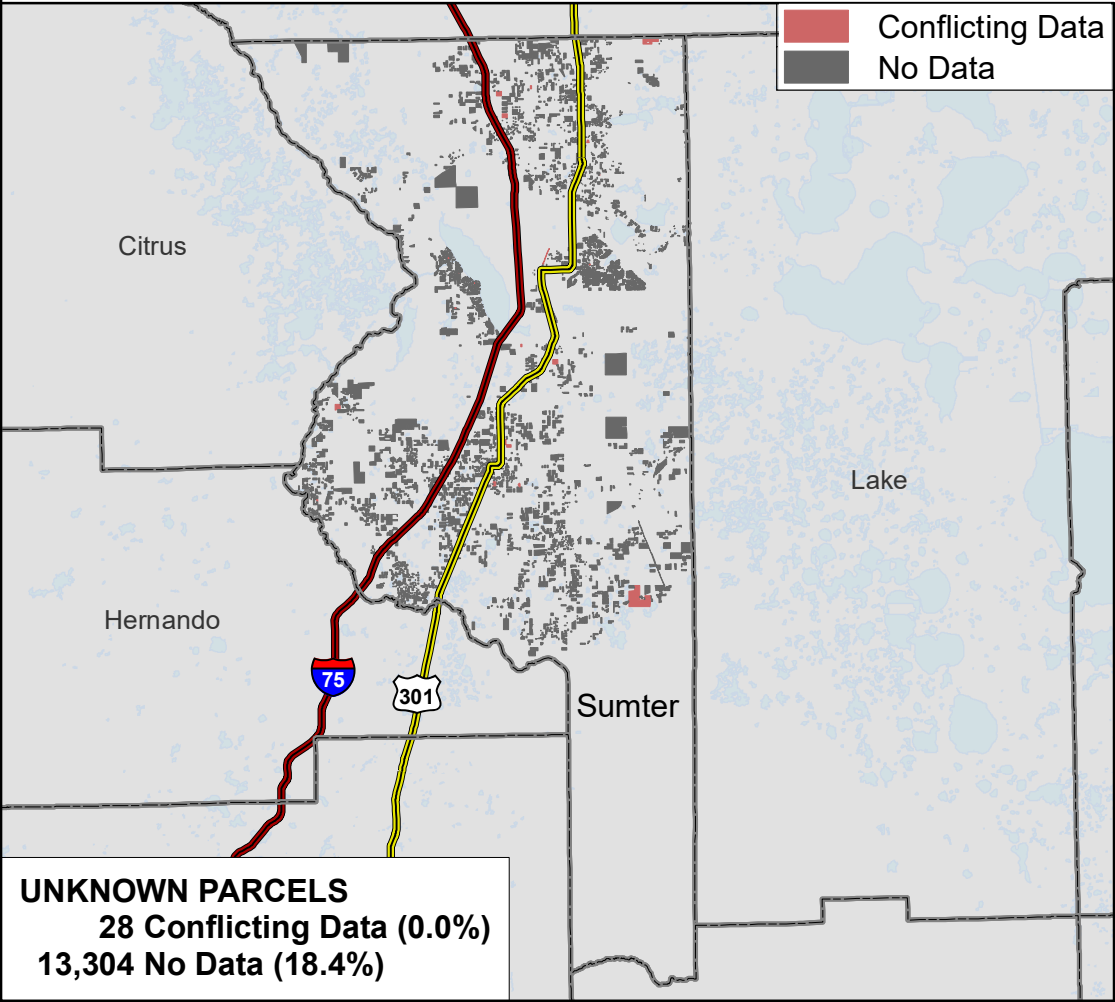 Conflicting Data
No Data
Citrus
Lake
Hernando
75
301
Sumter
UNKNOWN PARCELS
28 Conflicting Data (0.0%)
13,304 No Data (18.4%)